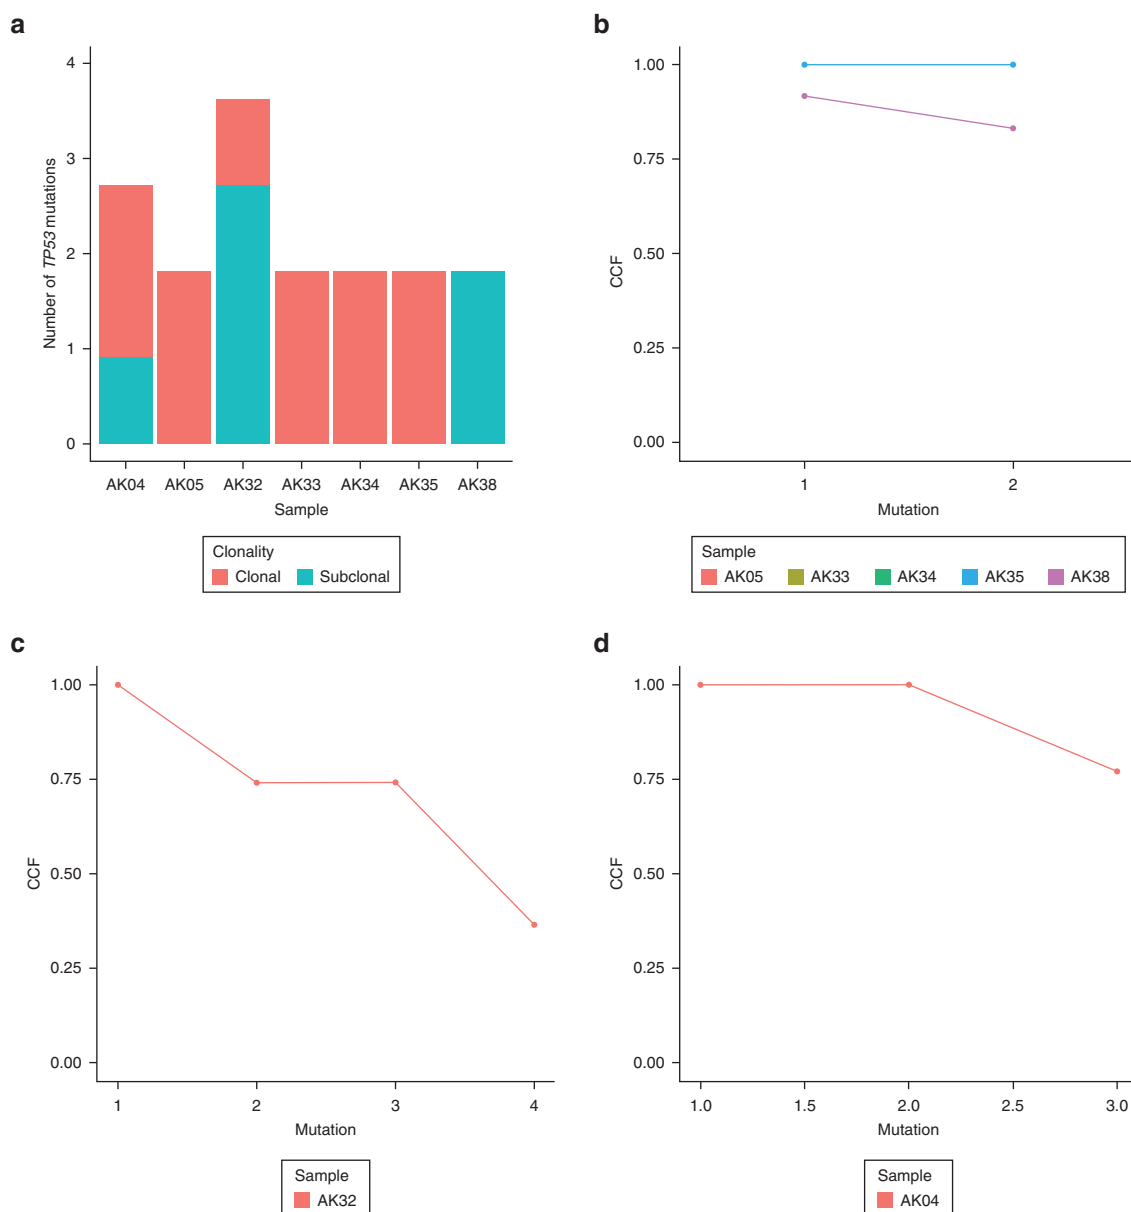 a
4
3
2
1
0
Number of TP53 mutations
AK04 AK05 AK32 AK33 AK34 AK35 AK38
Sample
Clonality
Clonal Subclonal
b
1.00
0.75
0.50
0.25
0.00
CCF
1 2
Mutation
Sample
AK05 AK33 AK34 AK35 AK38
c
1.00
0.75
0.50
0.25
0.00
CCF
1 2 3 4
Mutation
Sample
AK32
d
1.00
0.75
0.50
0.25
0.00
CCF
1.0 1.5 2.0 2.5 3.0
Mutation
Sample
AK04